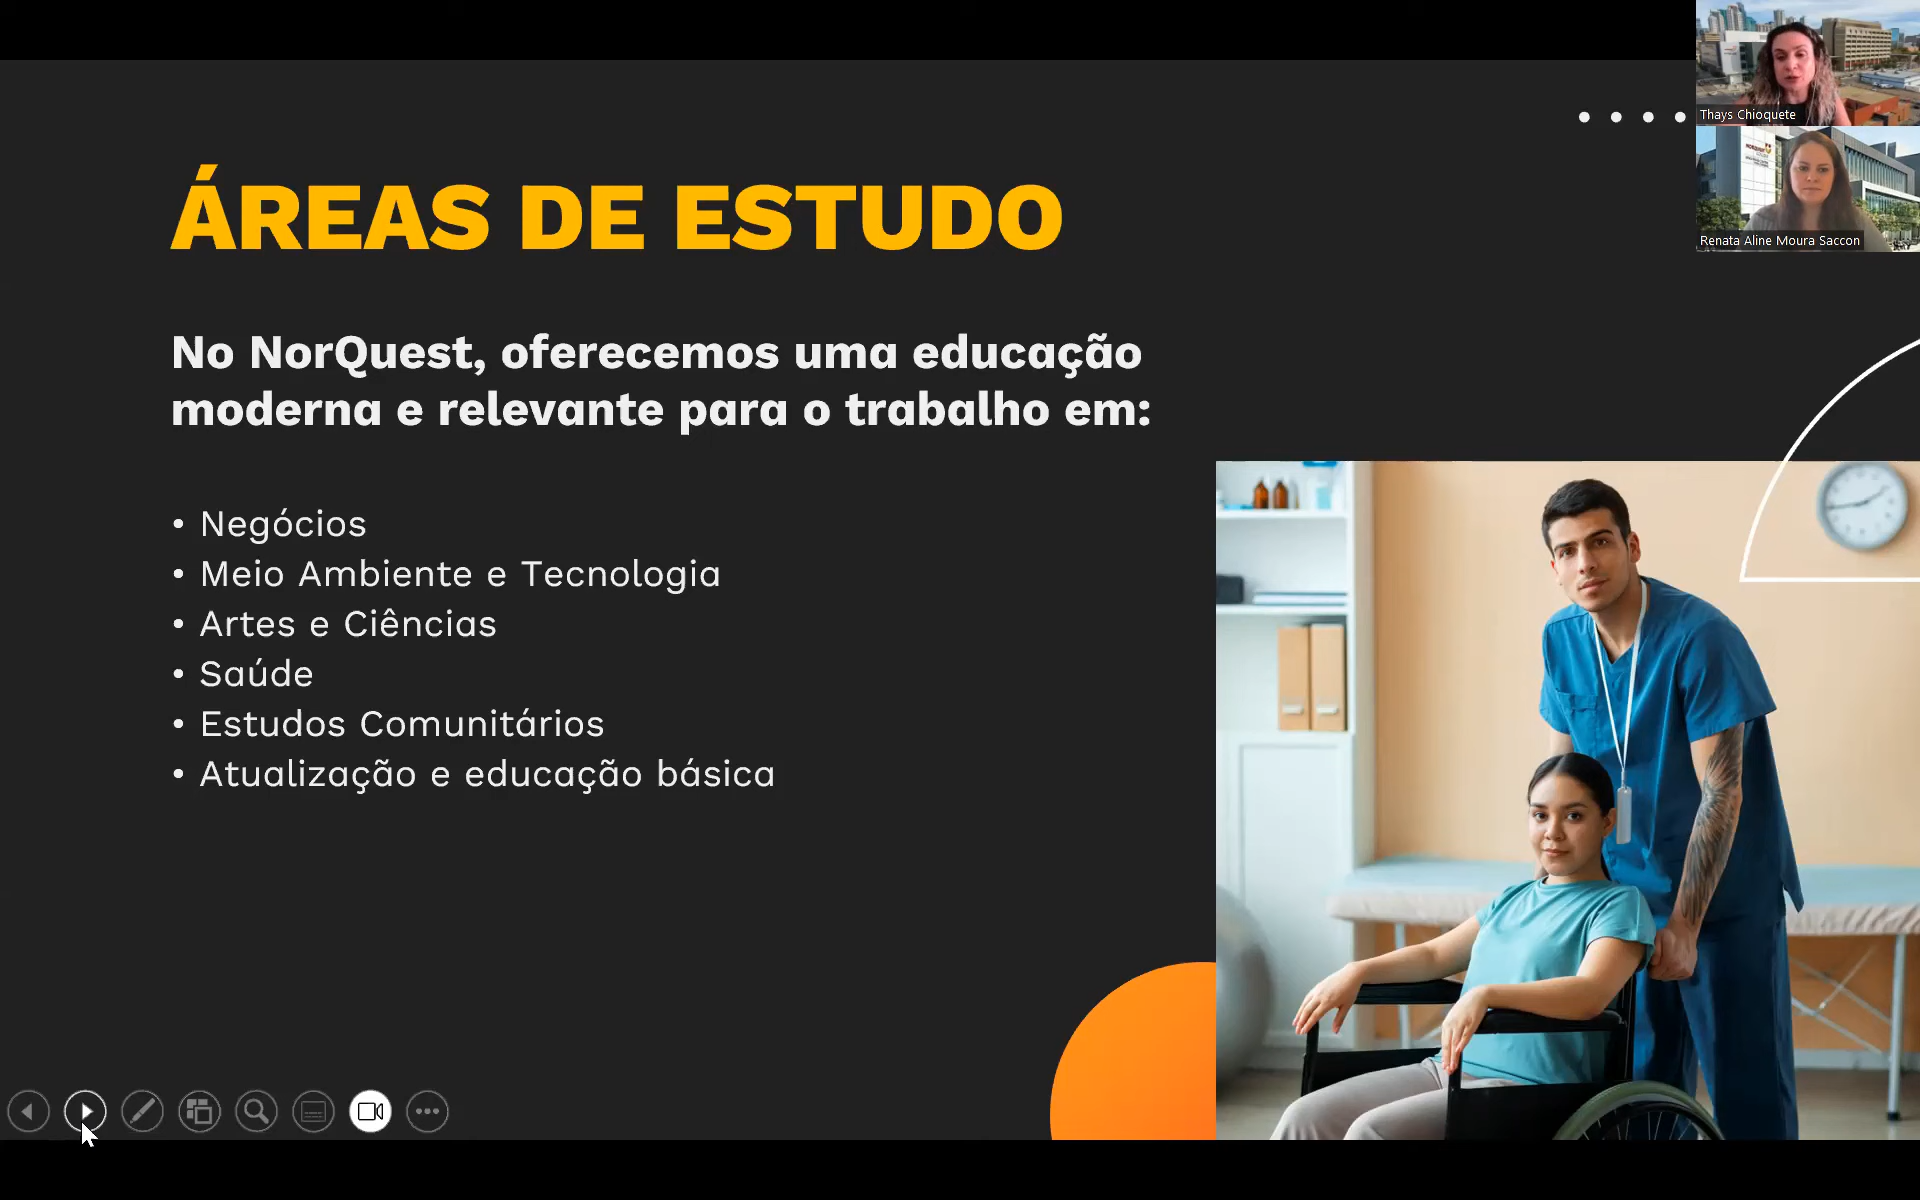 ÁREAS DE ESTUDO
No NorQuest, oferecemos uma educação
moderna e relevante para o trabalho em:
• Negócios
• Meio Ambiente e Tecnologia
• Artes e Ciências
• Saúde
• Estudos Comunitários
• Atualização e educação básica
Thays Chioquete
NORQUEST
Renata Aline Moura Saccon